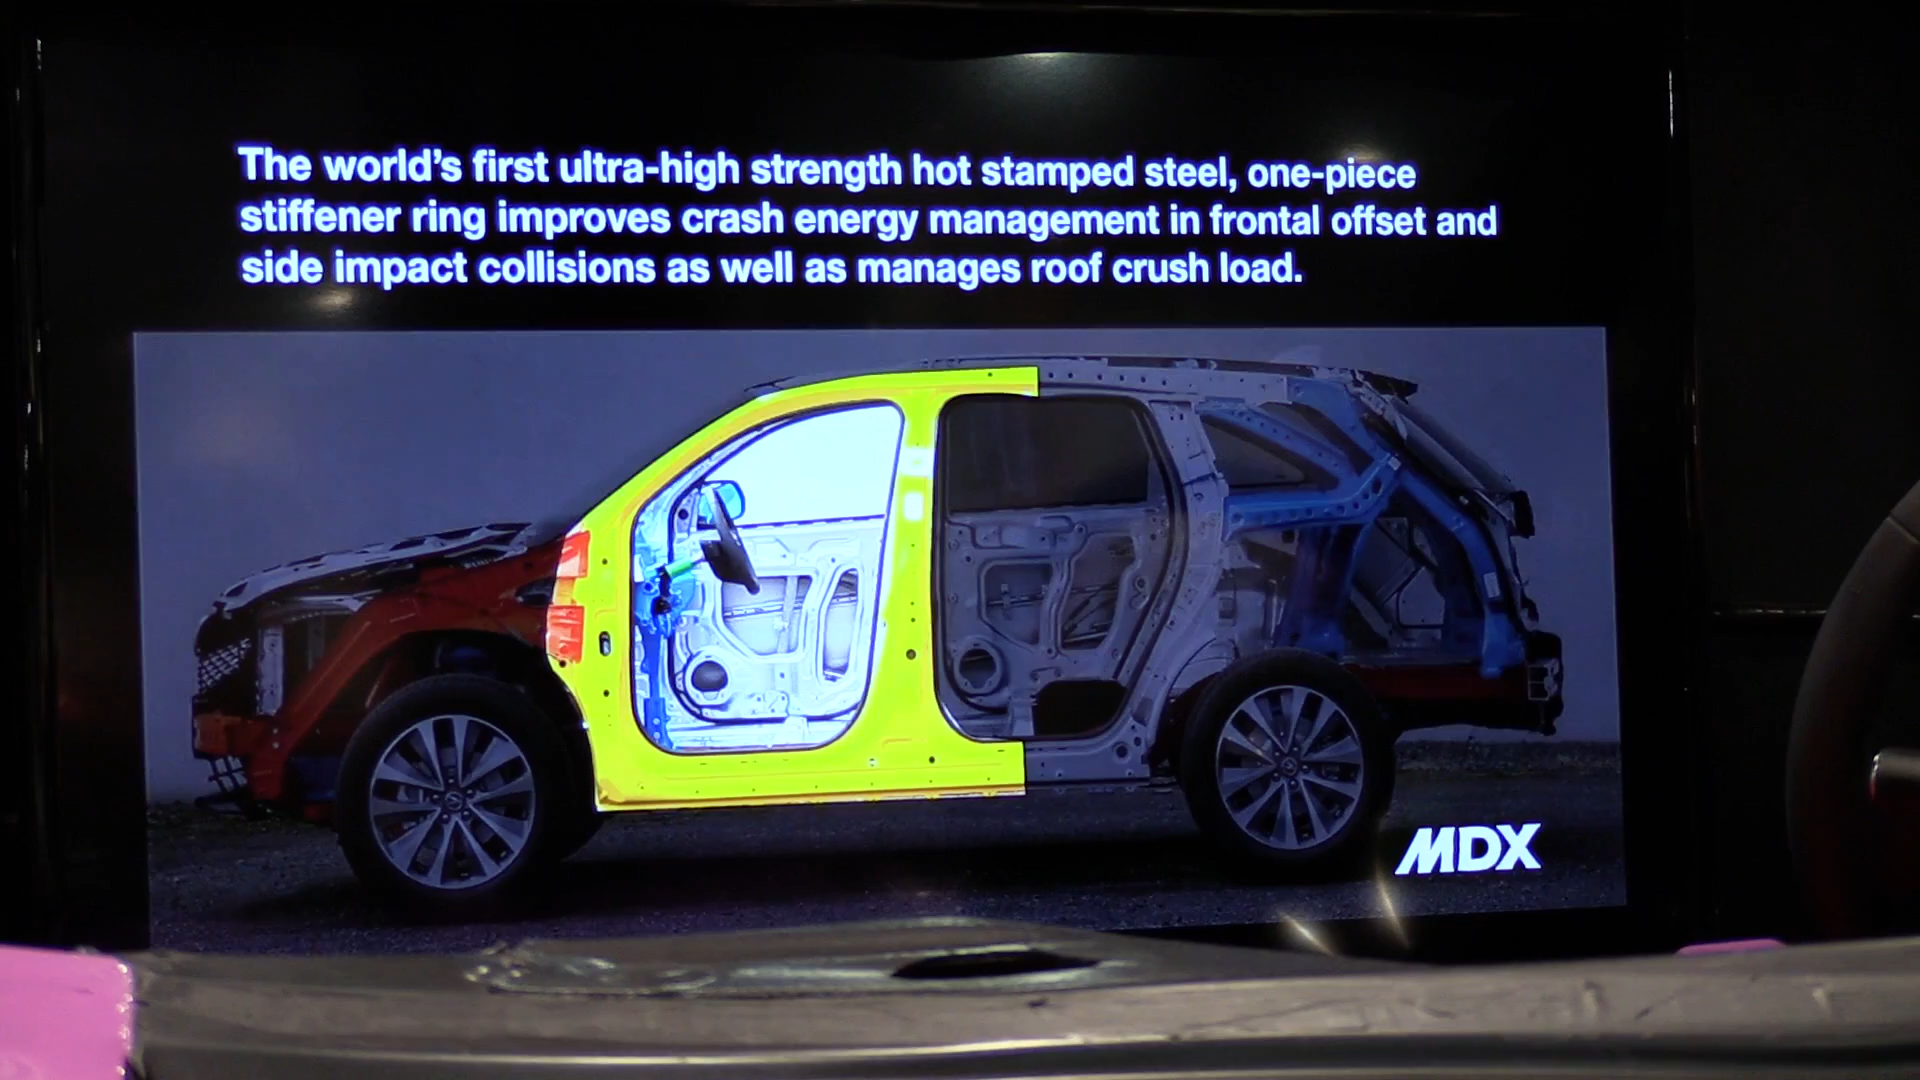 The world's first ultra-high strength hot stamped steel, one-piece
stiffener ring improves crash energy management in frontal offset and
side impact collisions as well as manages roof crush load.
MDX